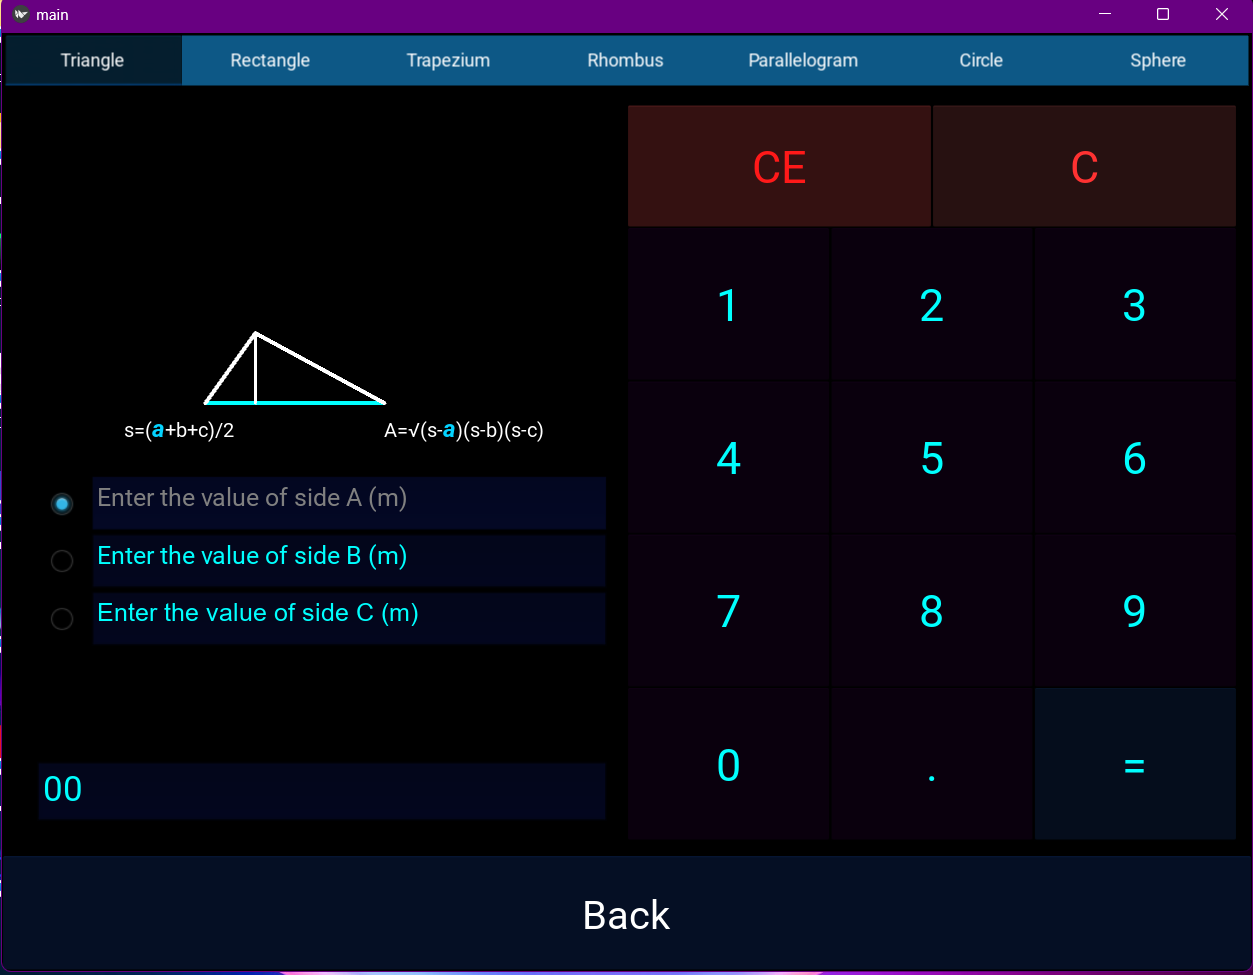 main
Triangle Rectangle Trapezium Rhombus Parallelogram Circle Sphere
CE C
1 2 3
s=(a+b+c)/2 A=√(s-a)(s-b)(s-c)
4 5 6
Enter the value of side A (m)
Enter the value of side B (m)
Enter the value of side C (m)
7 8 9
0 . =
00
Back